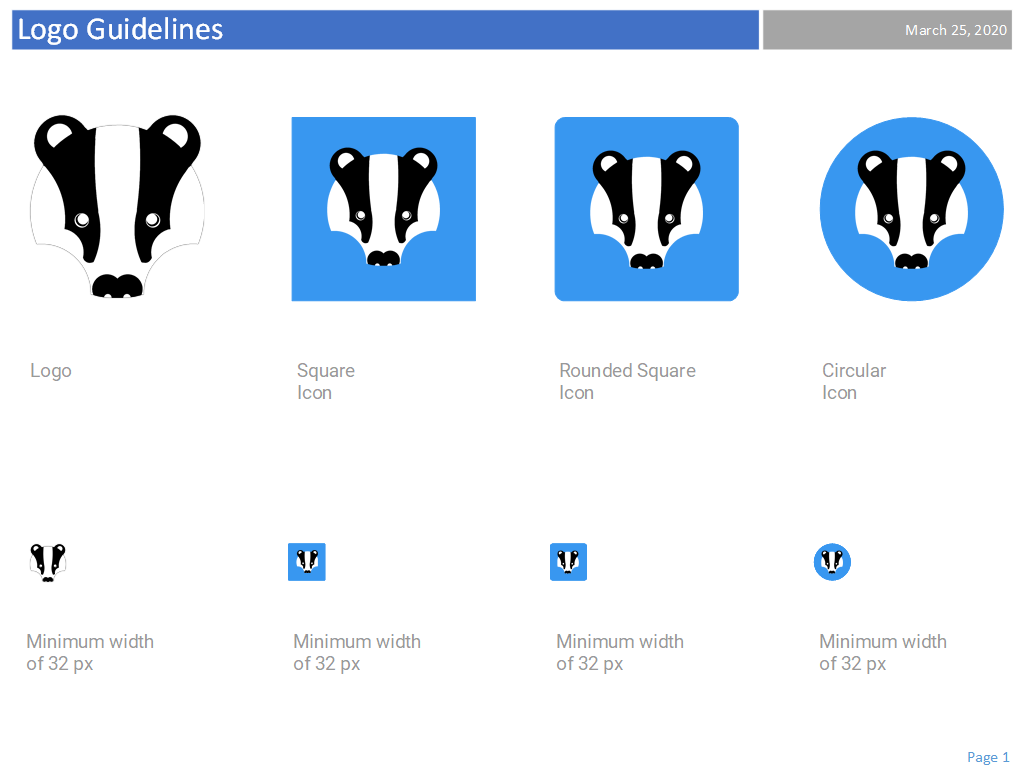 Logo Guidelines
March 25, 2020
Logo
Square
Icon
Rounded Square
Icon
Circular
Icon
Minimum width
of 32 px
Minimum width
of 32 px
Minimum width
of 32 px
Minimum width
of 32 px
Page 1